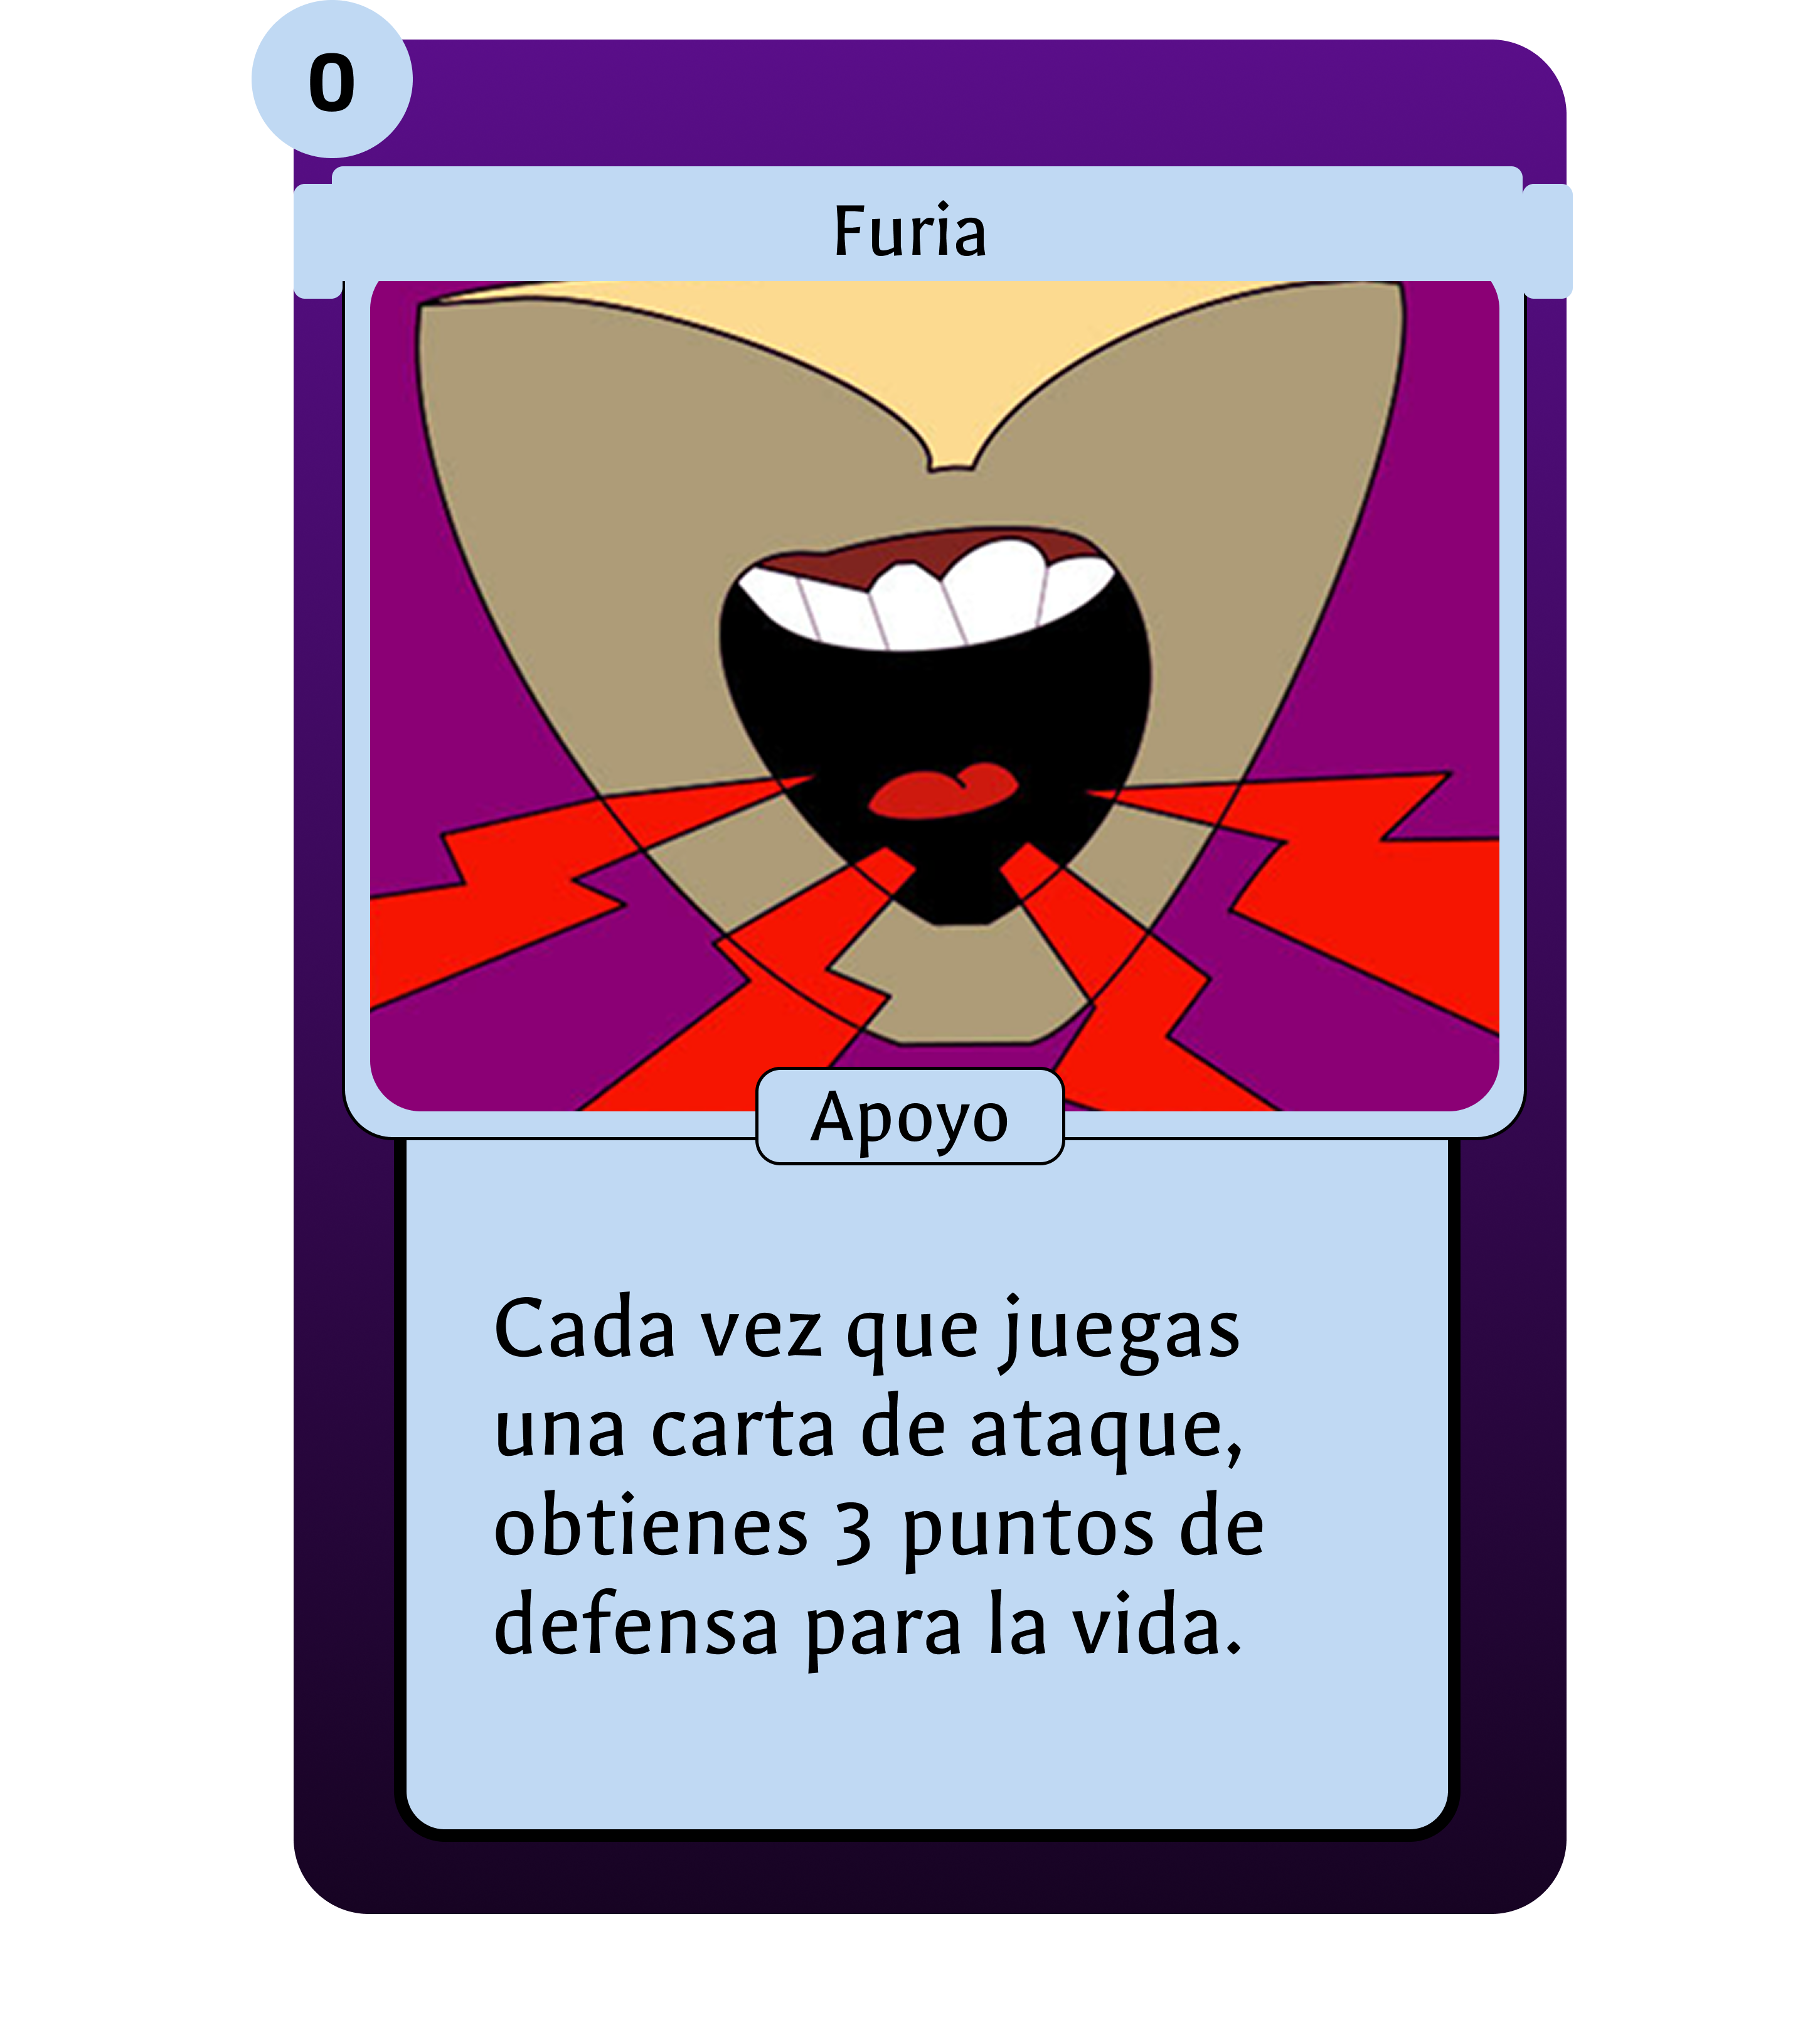 0
Furia
Apoyo
Cada vez que juegas
una carta de ataque,
obtienes 3 puntos de
defensa para la vida.